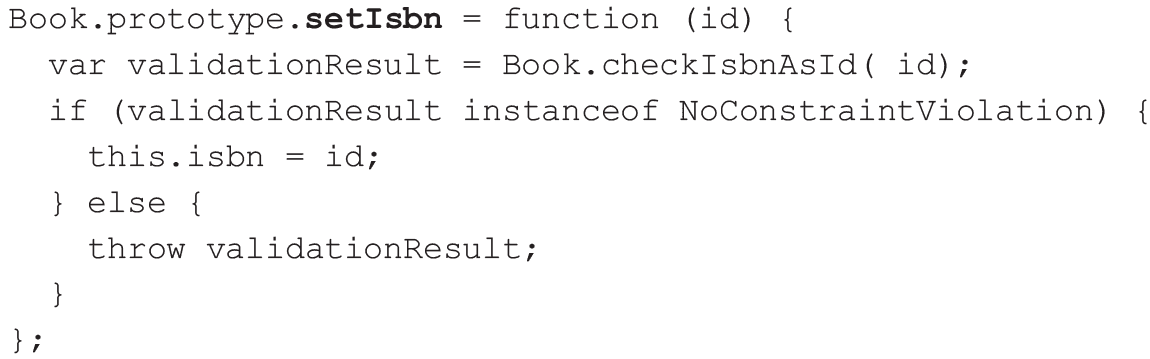 Book.prototype.setIsbn = function (id) {
  var validationResult = Book.checkIsbnAsId( id);
  if (validationResult instanceof NoConstraintViolation) {
    this.isbn = id;
  } else {
    throw validationResult;
  }
};